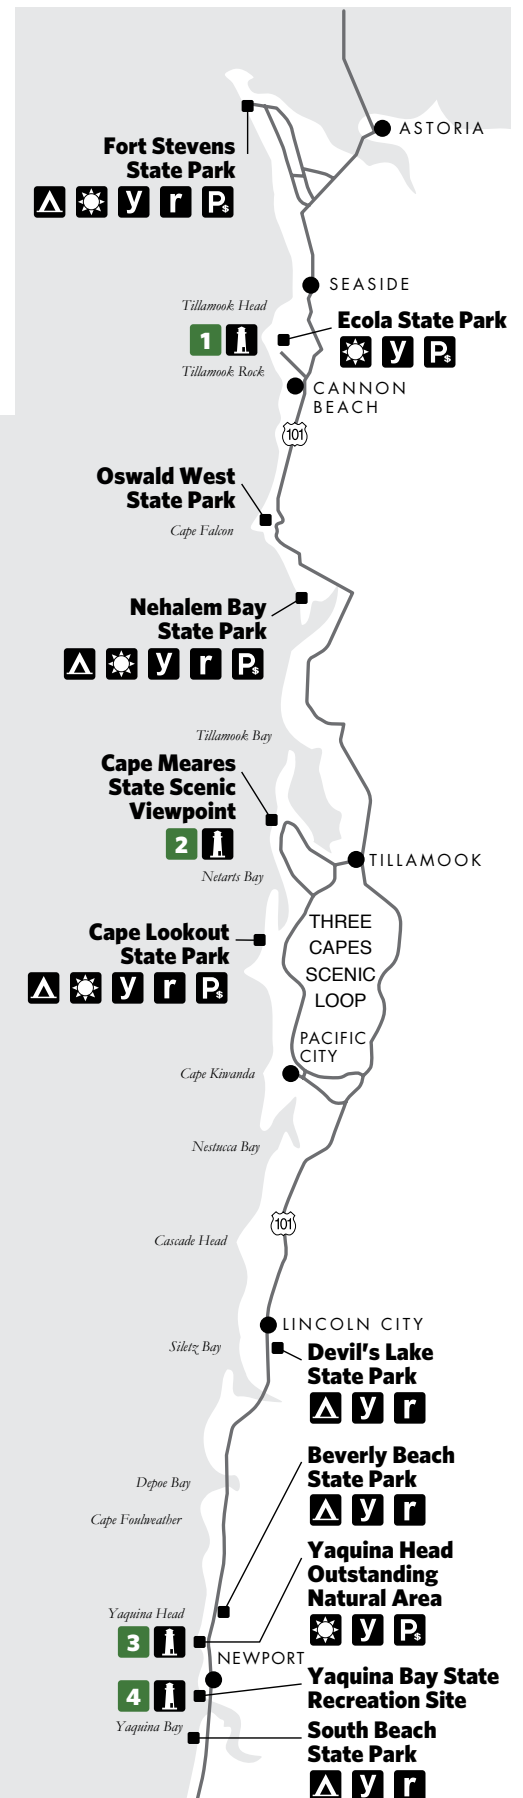 ASTORIA
Fort Stevens
State Park
y r P$
SEASIDE
Tillamook Head
1
Ecola State Park
y P$
Tillamook Rock
CANNON
BEACH
101
Oswald West
State Park
Cape Falcon
Nehalem Bay
State Park
y r P$
Tillamook Bay
Cape Meares
State Scenic
Viewpoint
2
TILLAMOOK
Netarts Bay
Cape Lookout
State Park
y r P$
THREE
CAPES
SCENIC
LOOP
PACIFIC
CITY
Cape Kiwanda
Nestucca Bay
101
Cascade Head
LINCOLN CITY
Siletz Bay
Devil's Lake
State Park
y r
Beverly Beach
State Park
y r
Depoe Bay
Cape Foulweather
Yaquina Head
Outstanding
Natural Area
y P$
Yaquina Head
3
NEWPORT
4
Yaquina Bay State
Recreation Site
Yaquina Bay
South Beach
State Park
y r